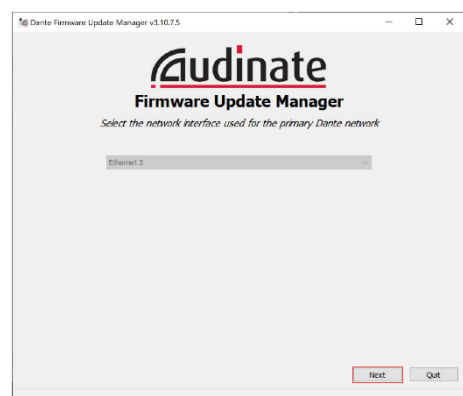 Dante Firmware Update Manager v3.10.7.5
Audinate
Firmware Update Manager
Select the network interface used for the primary Dante network
Ethernet 3
Next
Quit